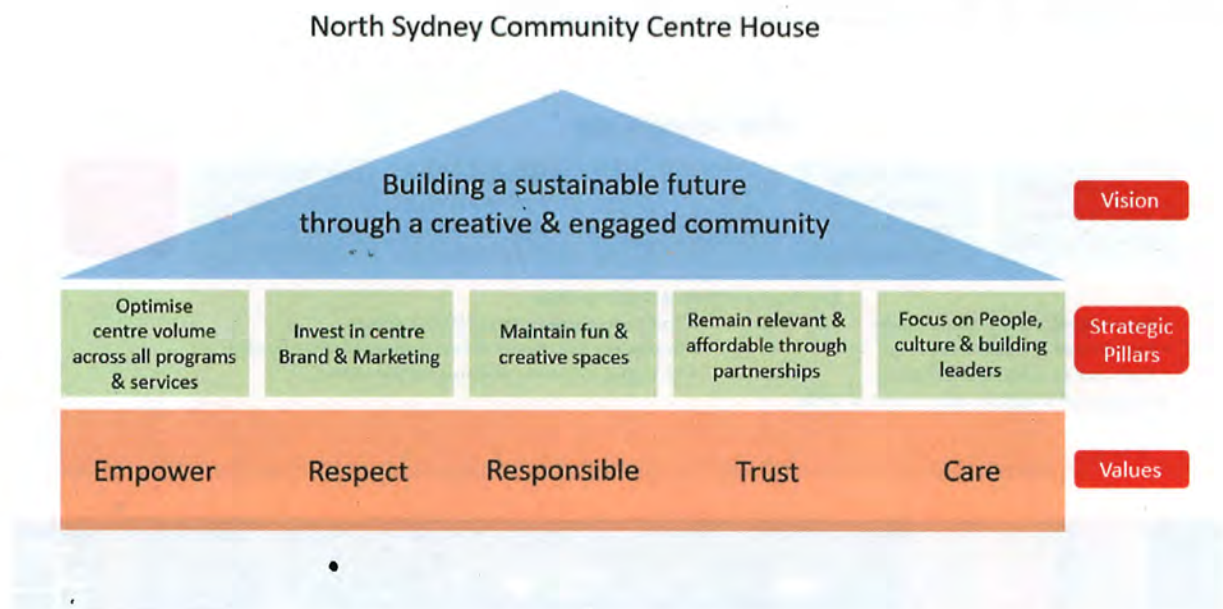 North Sydney Community Centre House
Building a sustainable future
through a creative & engaged community
Vision
Optimise
centre volume
across all programs
& services
Invest in centre
Brand & Marketing
Maintain fun &
creative spaces
Remain relevant &
affordable through
partnerships
Focus on People,
culture & building
leaders
Strategic
Pillars
Empower
Respect
Responsible
Trust
Care
Values